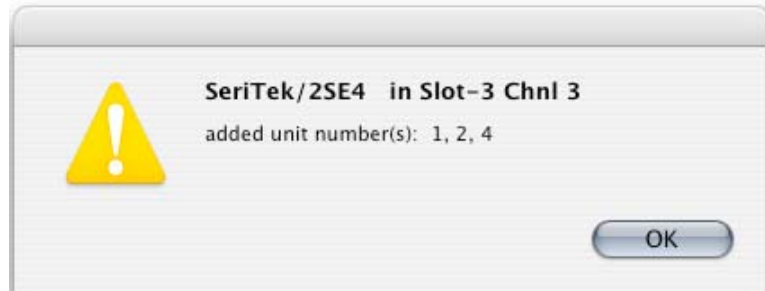 SeriTek/2SE4 in Slot-3 Chnl 3
added unit number(s): 1, 2, 4
OK